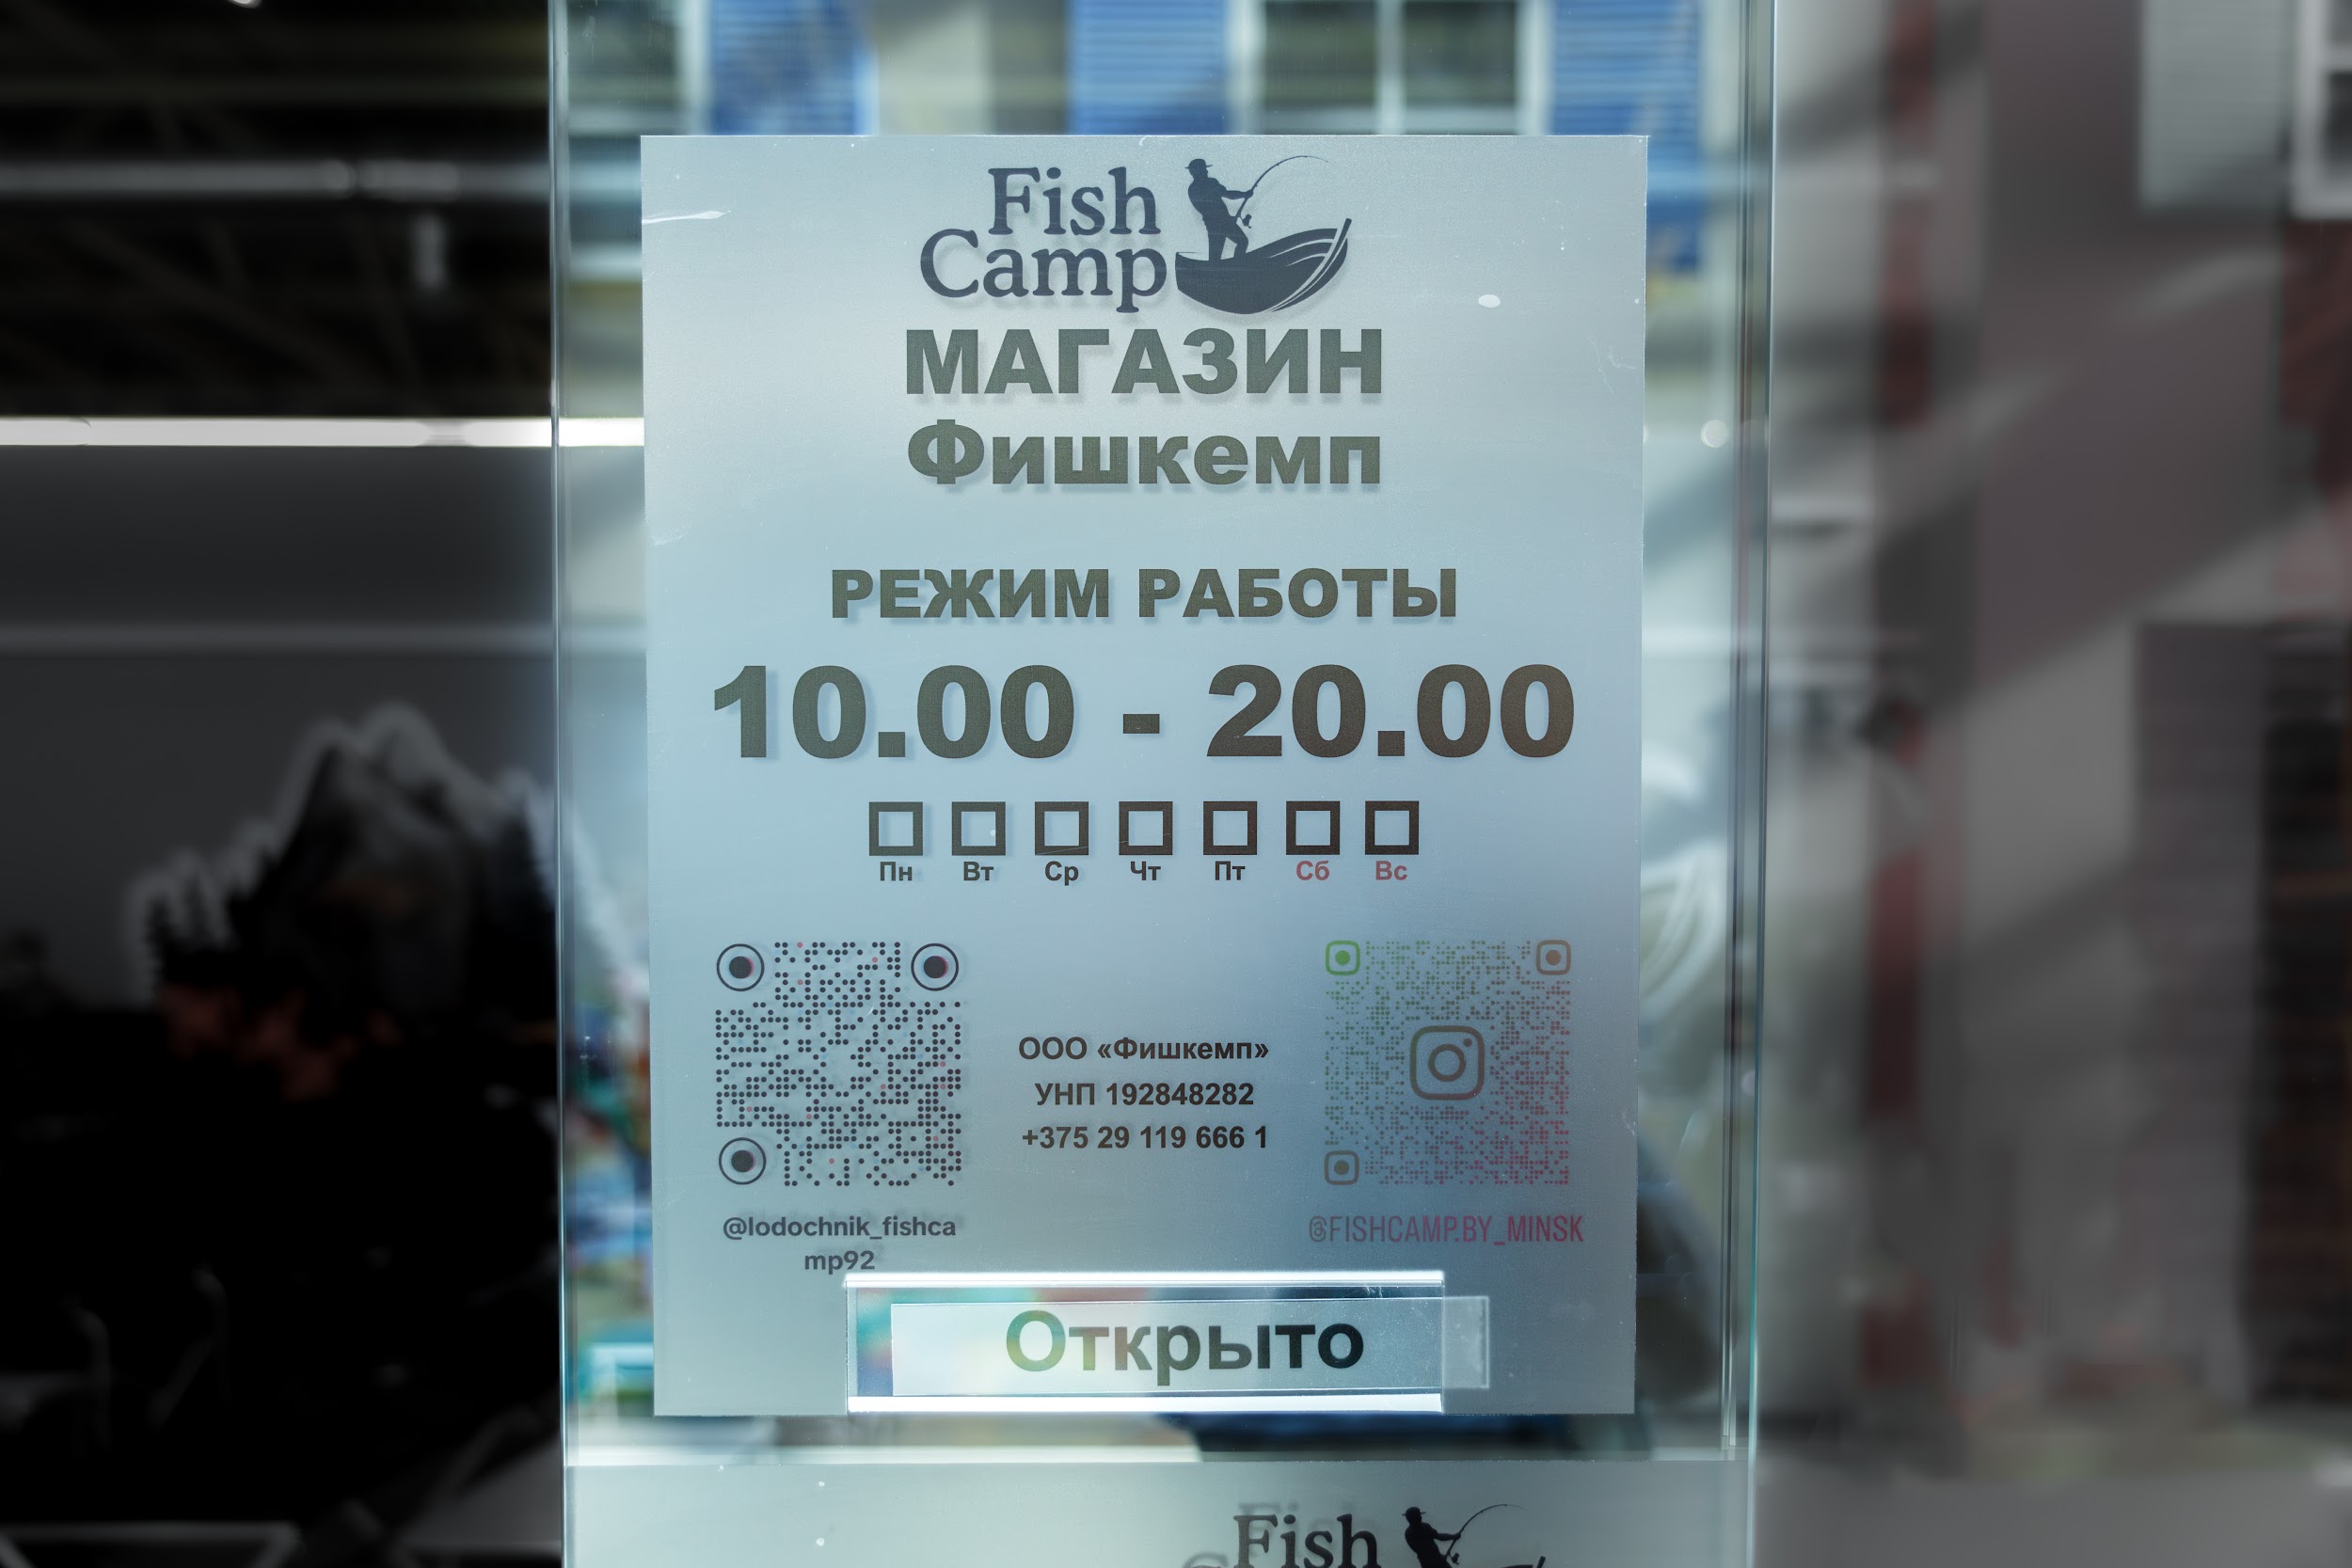 Fish
Camp
МАГАЗИН
Фишкемп
РЕЖИМ РАБОТЫ
10.00 - 20.00
Пн Вт Ср Чт Пт Сб Вс
ООО «Фишкемп»
УНП 192848282
+375 29 119 666 1
@lodochnik_fishca
mp92
@FISHCAMP.BY_MINSK
Открыто
Fish